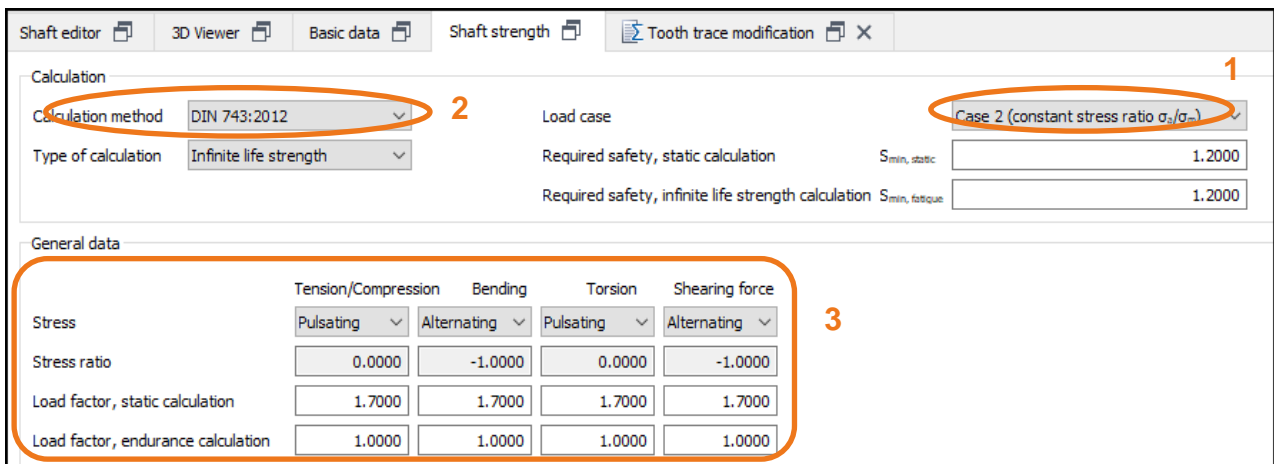 Shaft editor 3D Viewer Basic data Shaft strength Tooth trace modification
Calculation
1
Calculation method DIN 743:2012 2 Load case Case 2 (constant stress ratio σₐ/σₘ)
Type of calculation Infinite life strength Required safety, static calculation Smin, static 1.2000
Required safety, infinite life strength calculation Smin, fatigue 1.2000
General data
Tension/Compression Bending Torsion Shearing force
Stress Pulsating Alternating Pulsating Alternating 3
Stress ratio 0.0000 -1.0000 0.0000 -1.0000
Load factor, static calculation 1.7000 1.7000 1.7000 1.7000
Load factor, endurance calculation 1.0000 1.0000 1.0000 1.0000